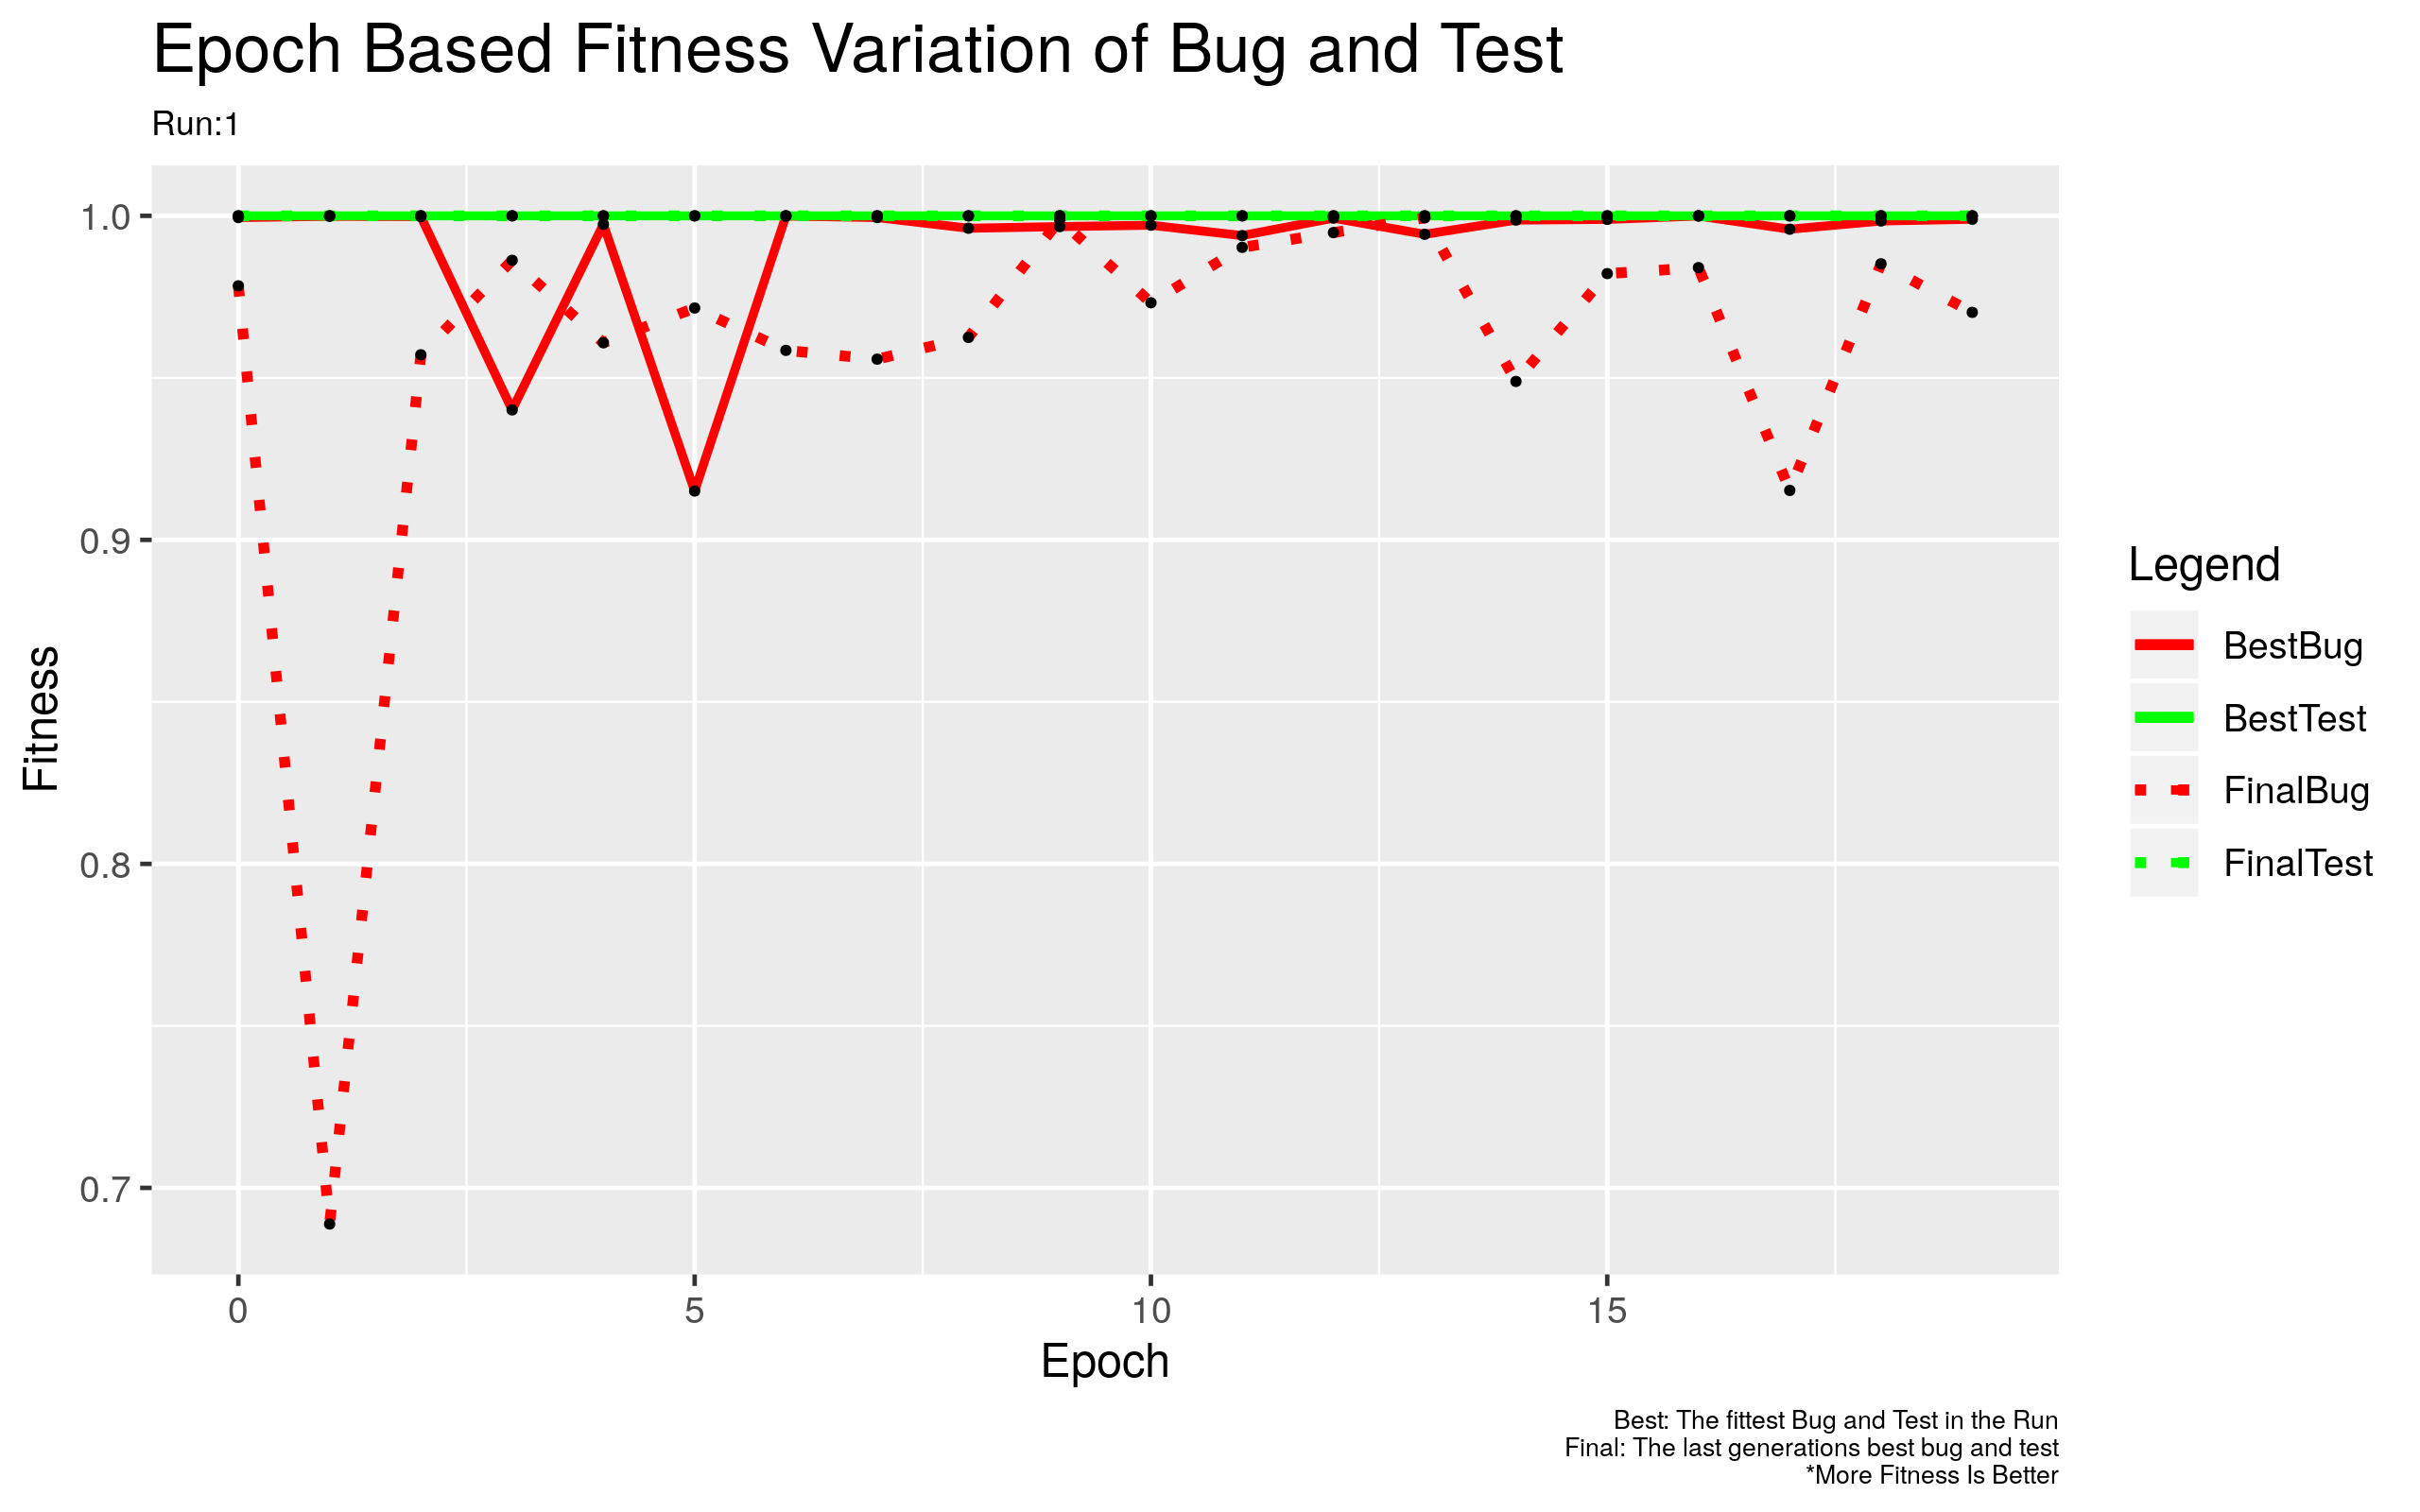 Epoch Based Fitness Variation of Bug and Test
Run:1
1.0
0.9
0.8
0.7
Fitness
0
5
10
15
Epoch
Legend
BestBug
BestTest
FinalBug
FinalTest
Best: The fittest Bug and Test in the Run
Final: The last generations best bug and test
*More Fitness Is Better